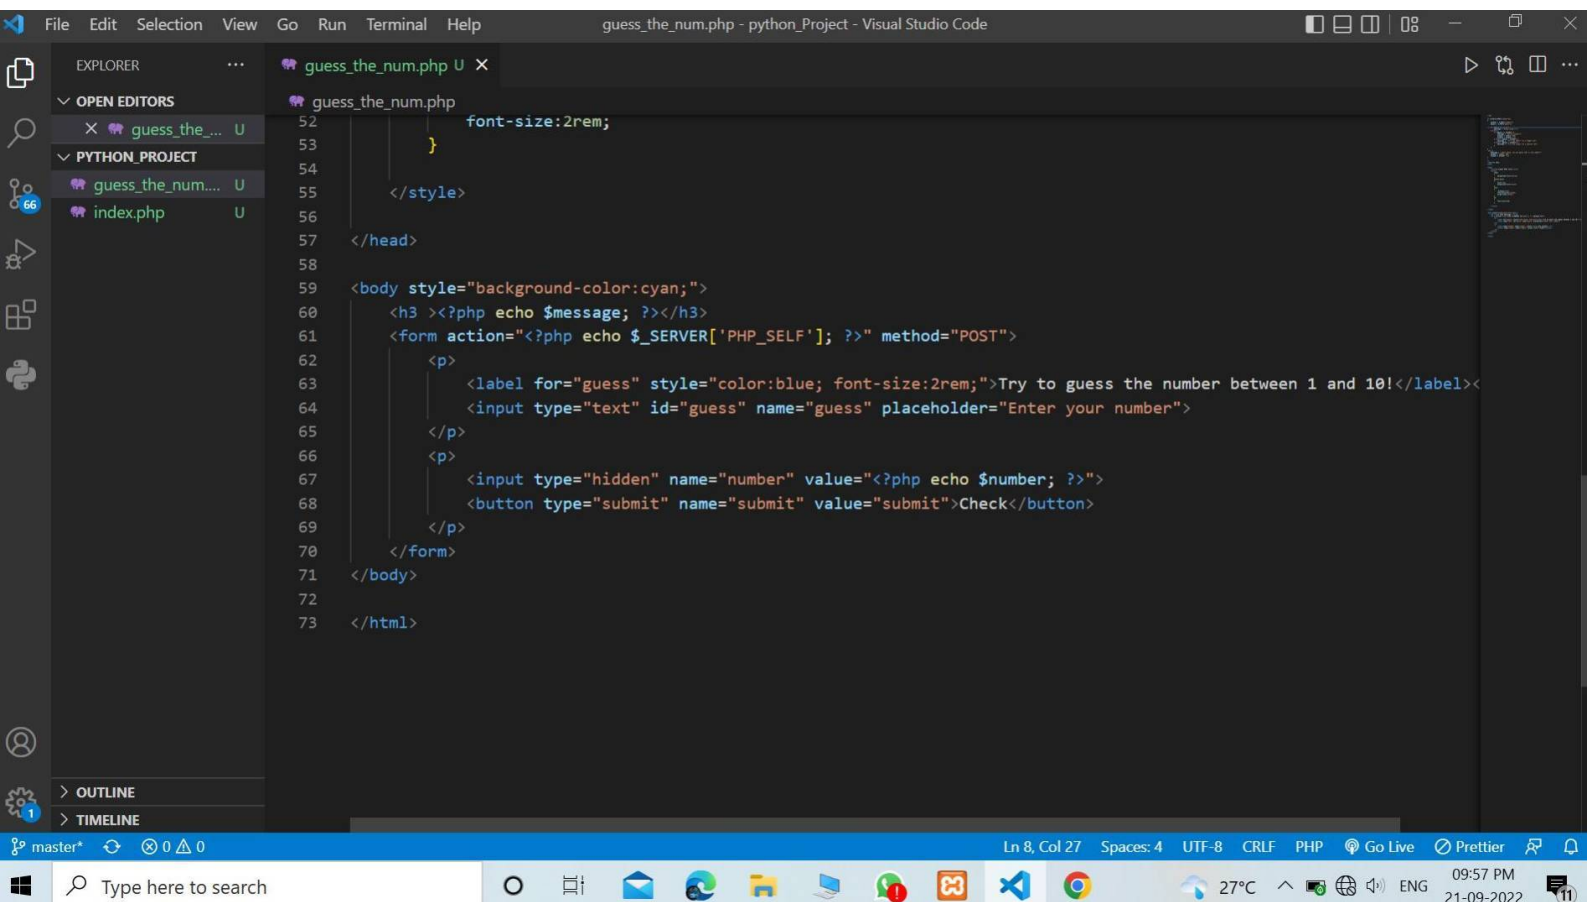 File Edit Selection View Go Run Terminal Help guess_the_num.php - python_Project - Visual Studio Code
EXPLORER
OPEN EDITORS
guess_the_... U
PYTHON_PROJECT
guess_the_num.... U
index.php U
66
1
OUTLINE
TIMELINE
guess_the_num.php U
guess_the_num.php
52 font-size:2rem;
53 }
54
55 </style>
56
57 </head>
58
59 <body style="background-color:cyan;">
60 <h3 ><?php echo $message; ?></h3>
61 <form action="<?php echo $_SERVER['PHP_SELF']; ?>" method="POST">
62 <p>
63 <label for="guess" style="color:blue; font-size:2rem;">Try to guess the number between 1 and 10!</label><
64 <input type="text" id="guess" name="guess" placeholder="Enter your number">
65 </p>
66 <p>
67 <input type="hidden" name="number" value="<?php echo $number; ?>">
68 <button type="submit" name="submit" value="submit">Check</button>
69 </p>
70 </form>
71 </body>
72
73 </html>
master* 0 0 Ln 8, Col 27 Spaces: 4 UTF-8 CRLF PHP Go Live Prettier
Type here to search 27°C ENG 09:57 PM
21-09-2022
11